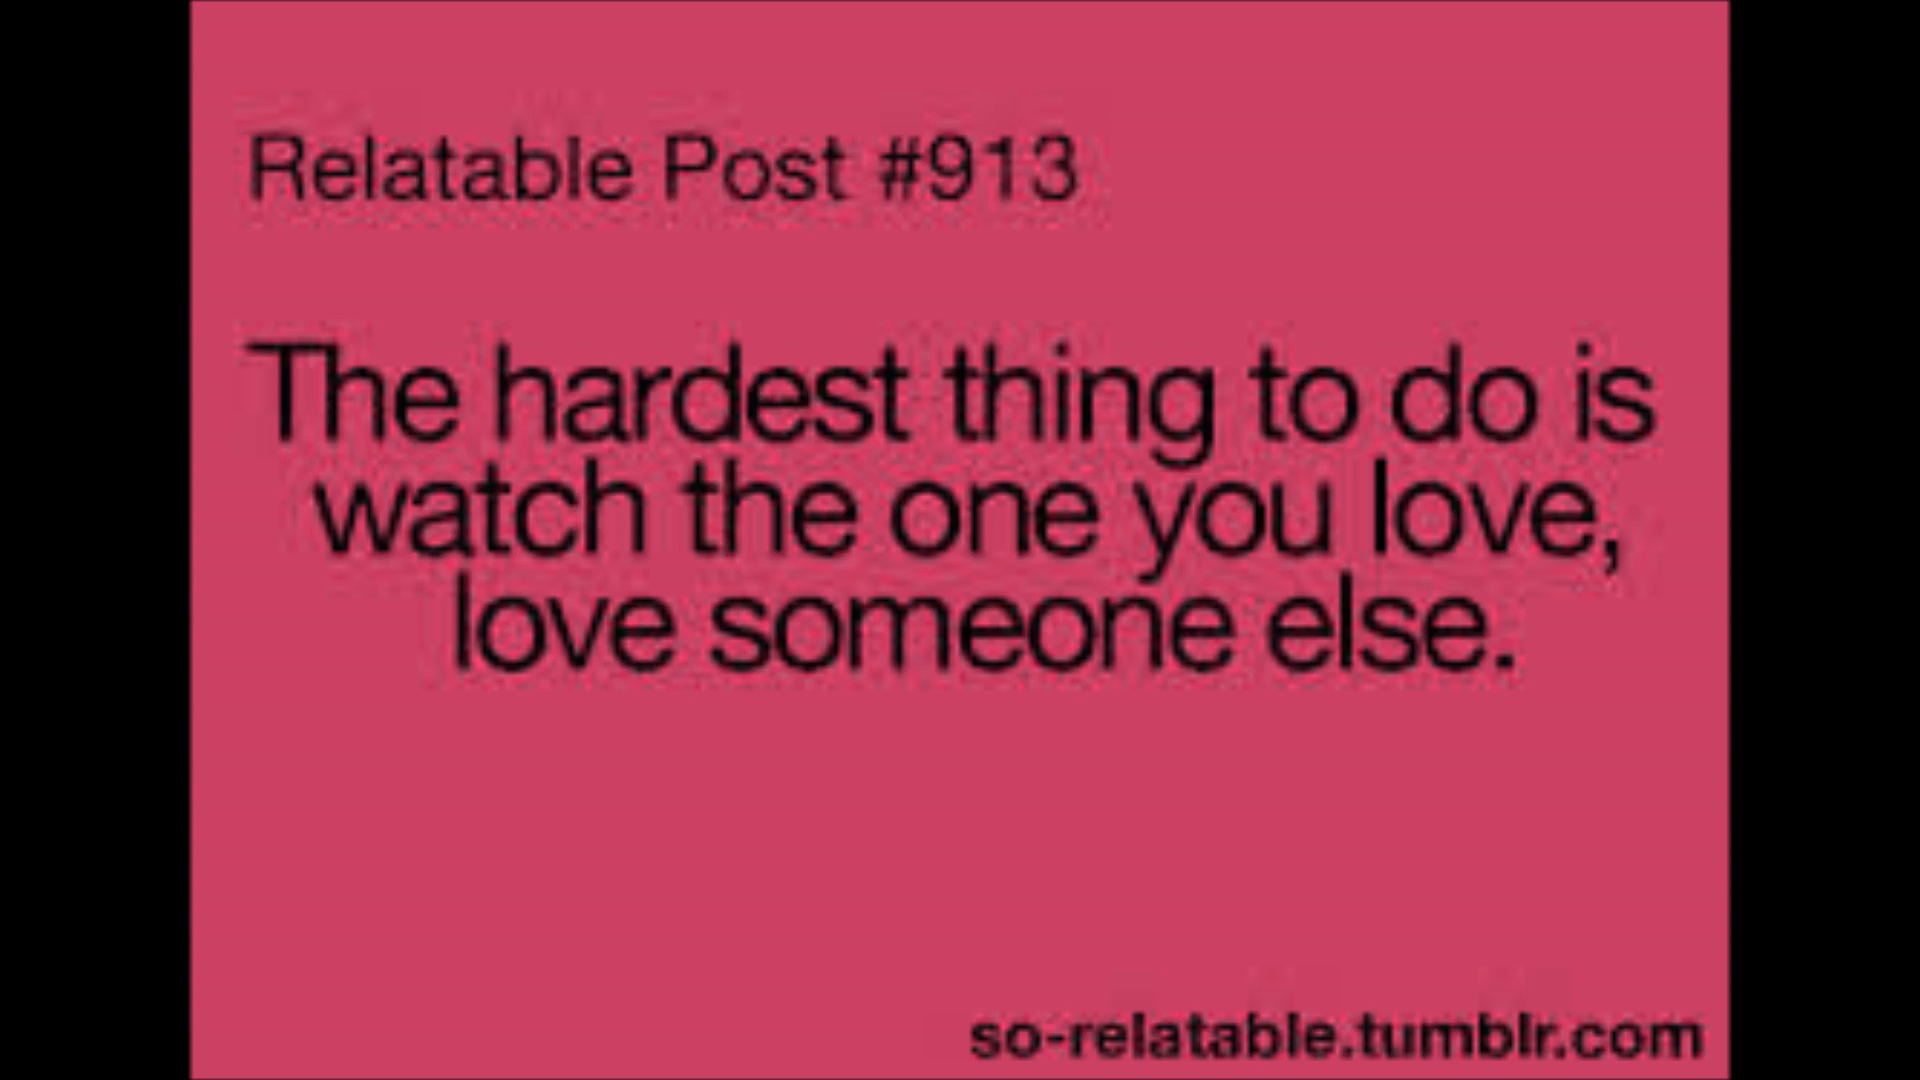 Relatable Post #913
The hardest thing to do is
watch the one you love,
love someone else.
so-relatable.tumblr.com